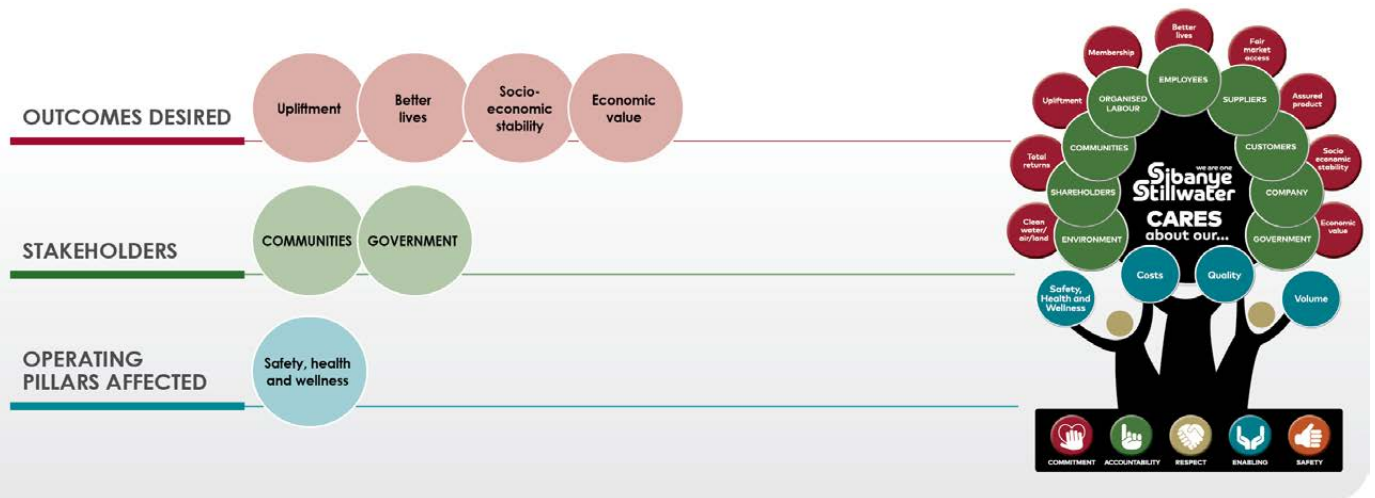 OUTCOMES DESIRED
Upliftment
Better
lives
Socio-
economic
stability
Economic
value
STAKEHOLDERS
COMMUNITIES
GOVERNMENT
OPERATING
PILLARS AFFECTED
Safety, health
and wellness
Better
lives
Membership
Fair
market
access
EMPLOYEES
Upliftment
ORGANISED
LABOUR
SUPPLIERS
Assured
product
Total
returns
COMMUNITIES
CUSTOMERS
Socio
economic
stability
SHAREHOLDERS
we are one
Sibanye
Stillwater
CARES
about our...
COMPANY
Clean
water/
air/land
ENVIRONMENT
GOVERNMENT
Economic
value
Safety,
Health and
Wellness
Costs
Quality
Volume
COMMITMENT
ACCOUNTABILITY
RESPECT
ENABLING
SAFETY